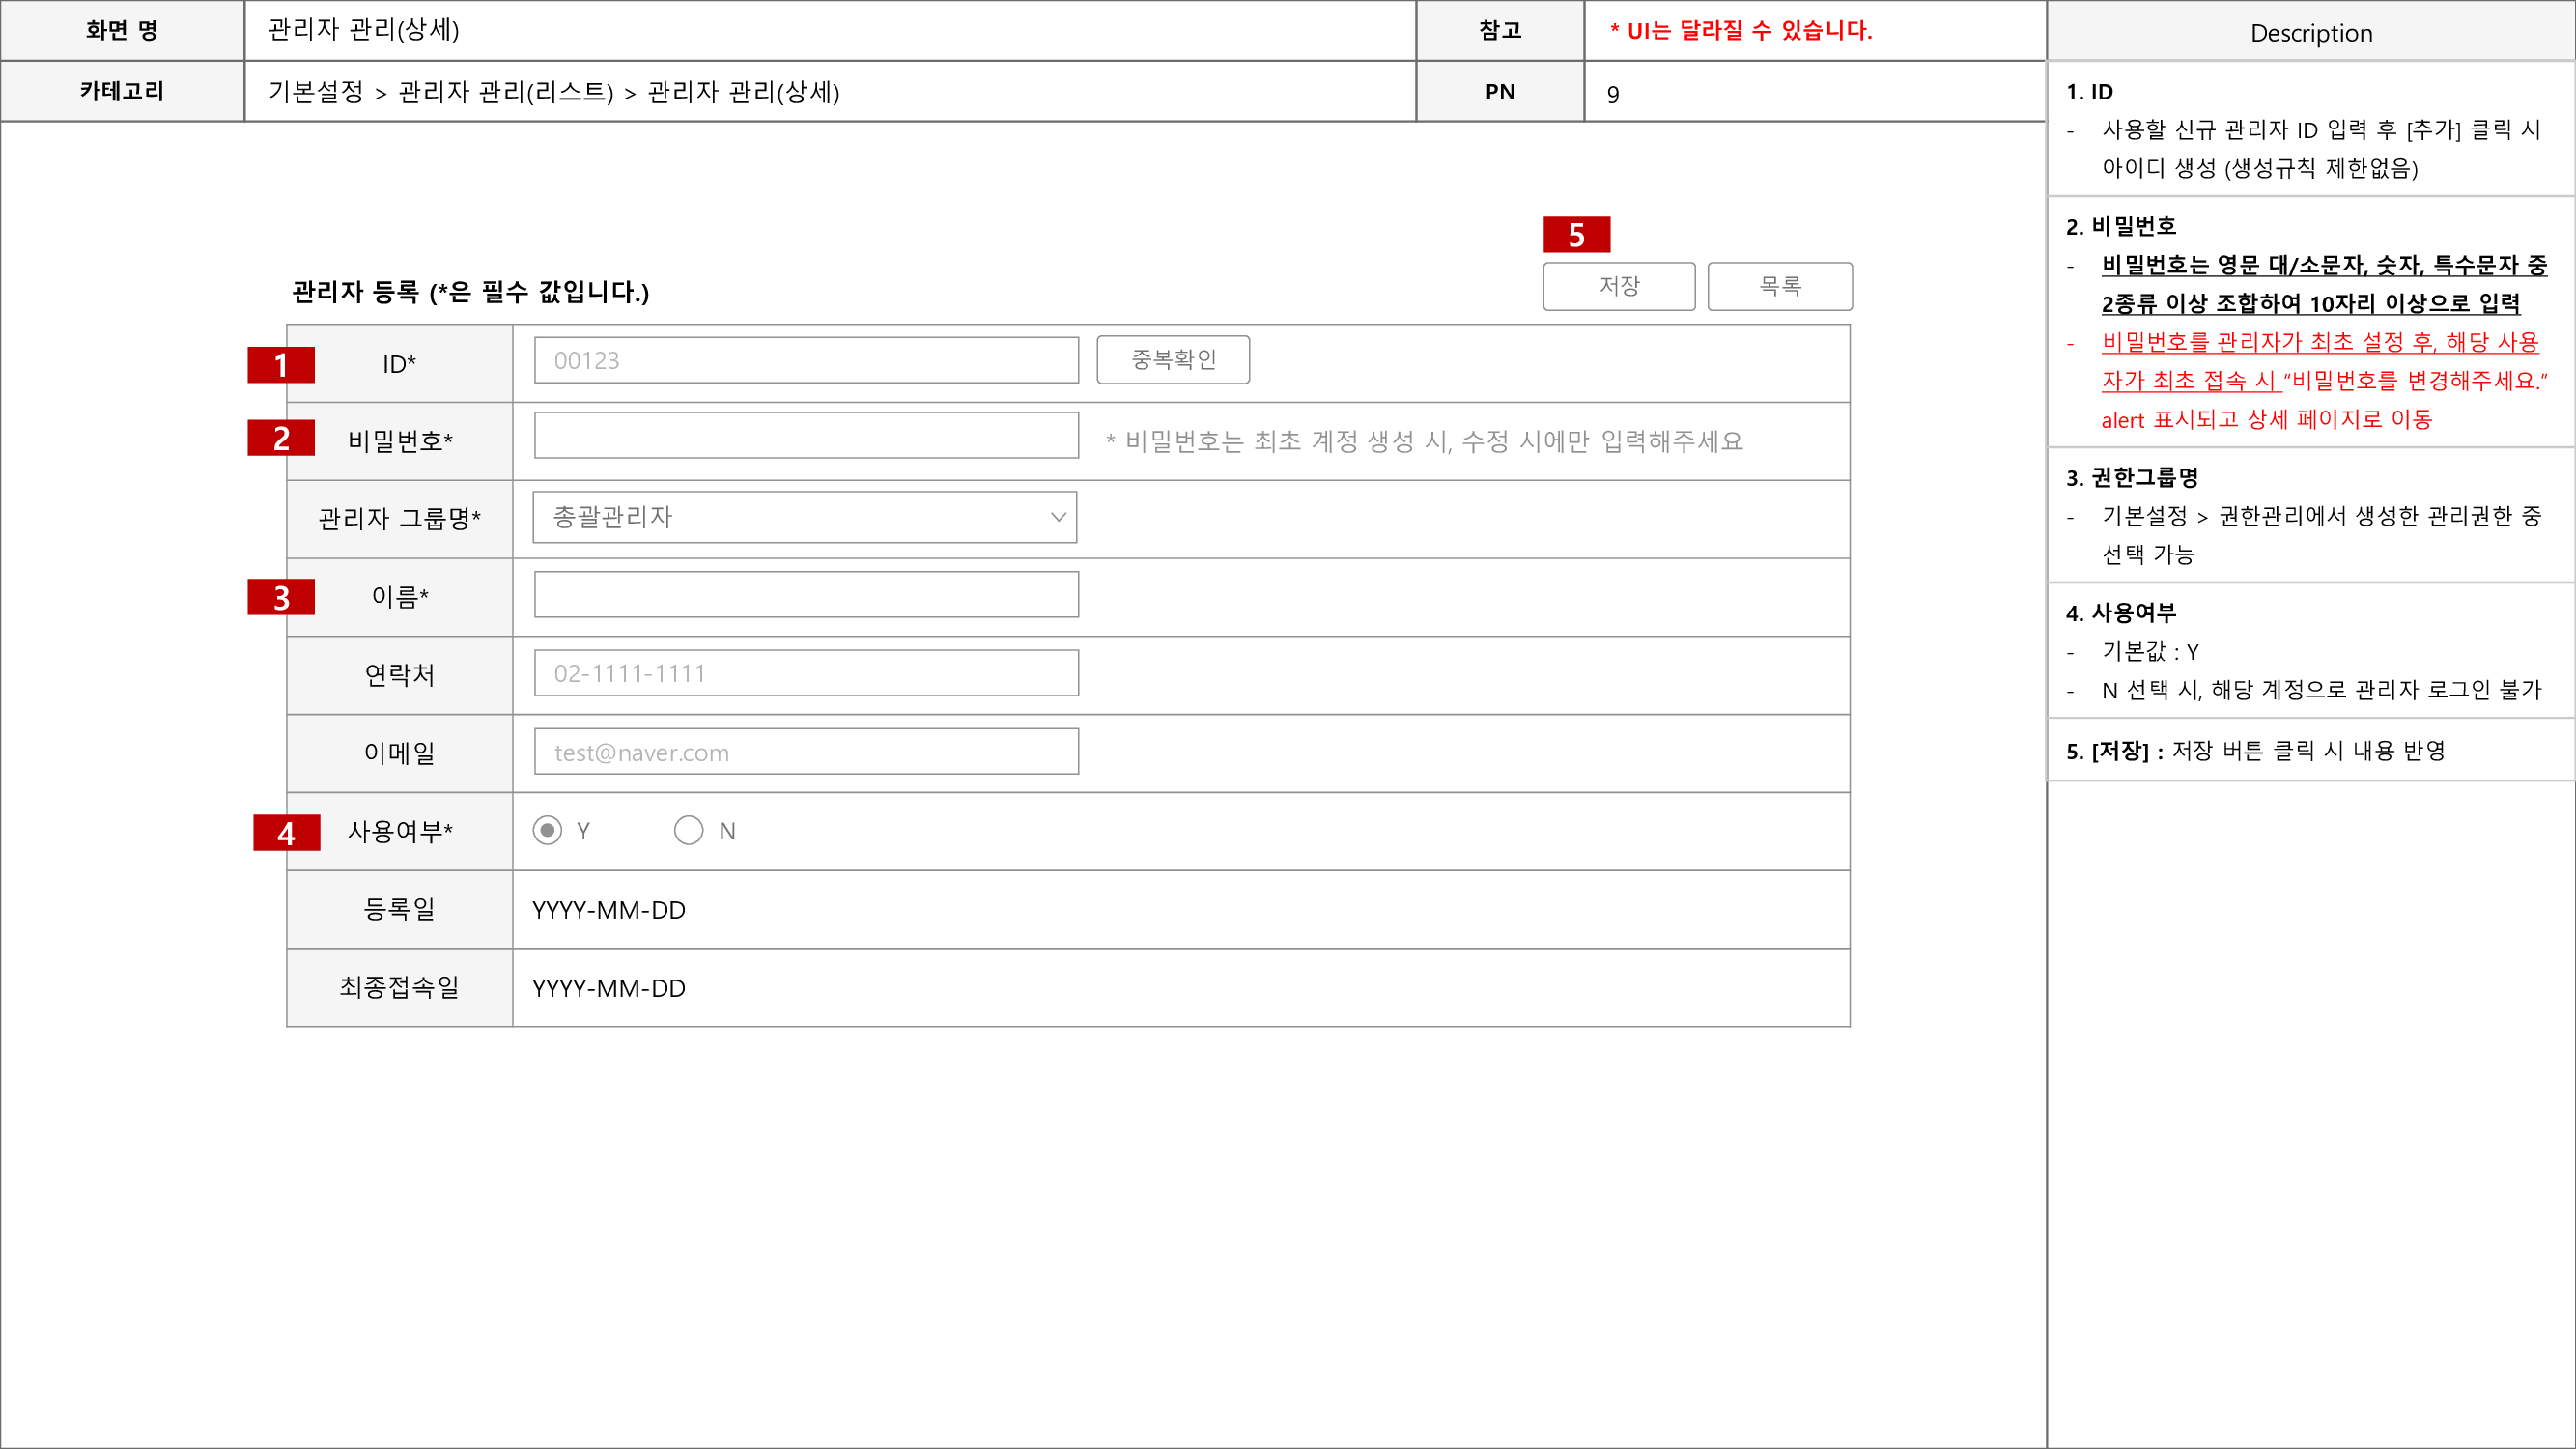 화면 명
관리자 관리(상세)
참고
* UI는 달라질 수 있습니다.
카테고리
기본설정 > 관리자 관리(리스트) > 관리자 관리(상세)
PN
9
5
저장
목록
관리자 등록 (*은 필수 값입니다.)
1
ID*
00123
중복확인
2
비밀번호*
* 비밀번호는 최초 계정 생성 시, 수정 시에만 입력해주세요
관리자 그룹명*
총괄관리자
3
이름*
연락처
02-1111-1111
이메일
test@naver.com
4
사용여부*
Y
N
등록일
YYYY-MM-DD
최종접속일
YYYY-MM-DD
Description
1. ID
- 사용할 신규 관리자 ID 입력 후 [추가] 클릭 시
아이디 생성 (생성규칙 제한없음)
2. 비밀번호
- 비밀번호는 영문 대/소문자, 숫자, 특수문자 중
2종류 이상 조합하여 10자리 이상으로 입력
- 비밀번호를 관리자가 최초 설정 후, 해당 사용
자가 최초 접속 시 “비밀번호를 변경해주세요.”
alert 표시되고 상세 페이지로 이동
3. 권한그룹명
- 기본설정 > 권한관리에서 생성한 관리권한 중
선택 가능
4. 사용여부
- 기본값 : Y
- N 선택 시, 해당 계정으로 관리자 로그인 불가
5. [저장] : 저장 버튼 클릭 시 내용 반영